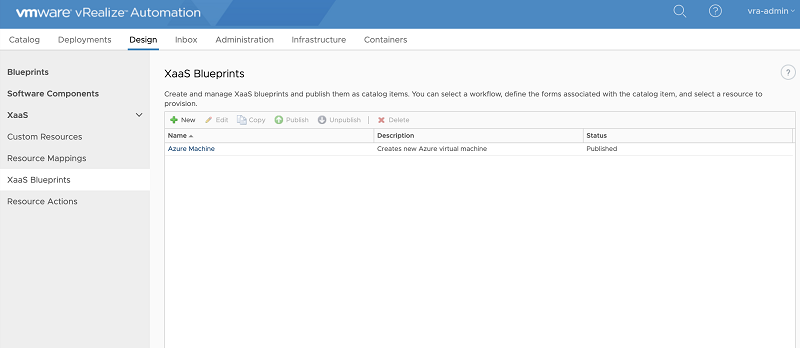 vmware vRealize Automation
vra-admin
Catalog Deployments Design Inbox Administration Infrastructure Containers
Blueprints
Software Components
XaaS
Custom Resources
Resource Mappings
XaaS Blueprints
Resource Actions
XaaS Blueprints
?
Create and manage XaaS blueprints and publish them as catalog items. You can select a workflow, define the forms associated with the catalog item, and select a resource to
provision.
New Edit Copy Publish Unpublish Delete
Name Description Status
Azure Machine Creates new Azure virtual machine Published